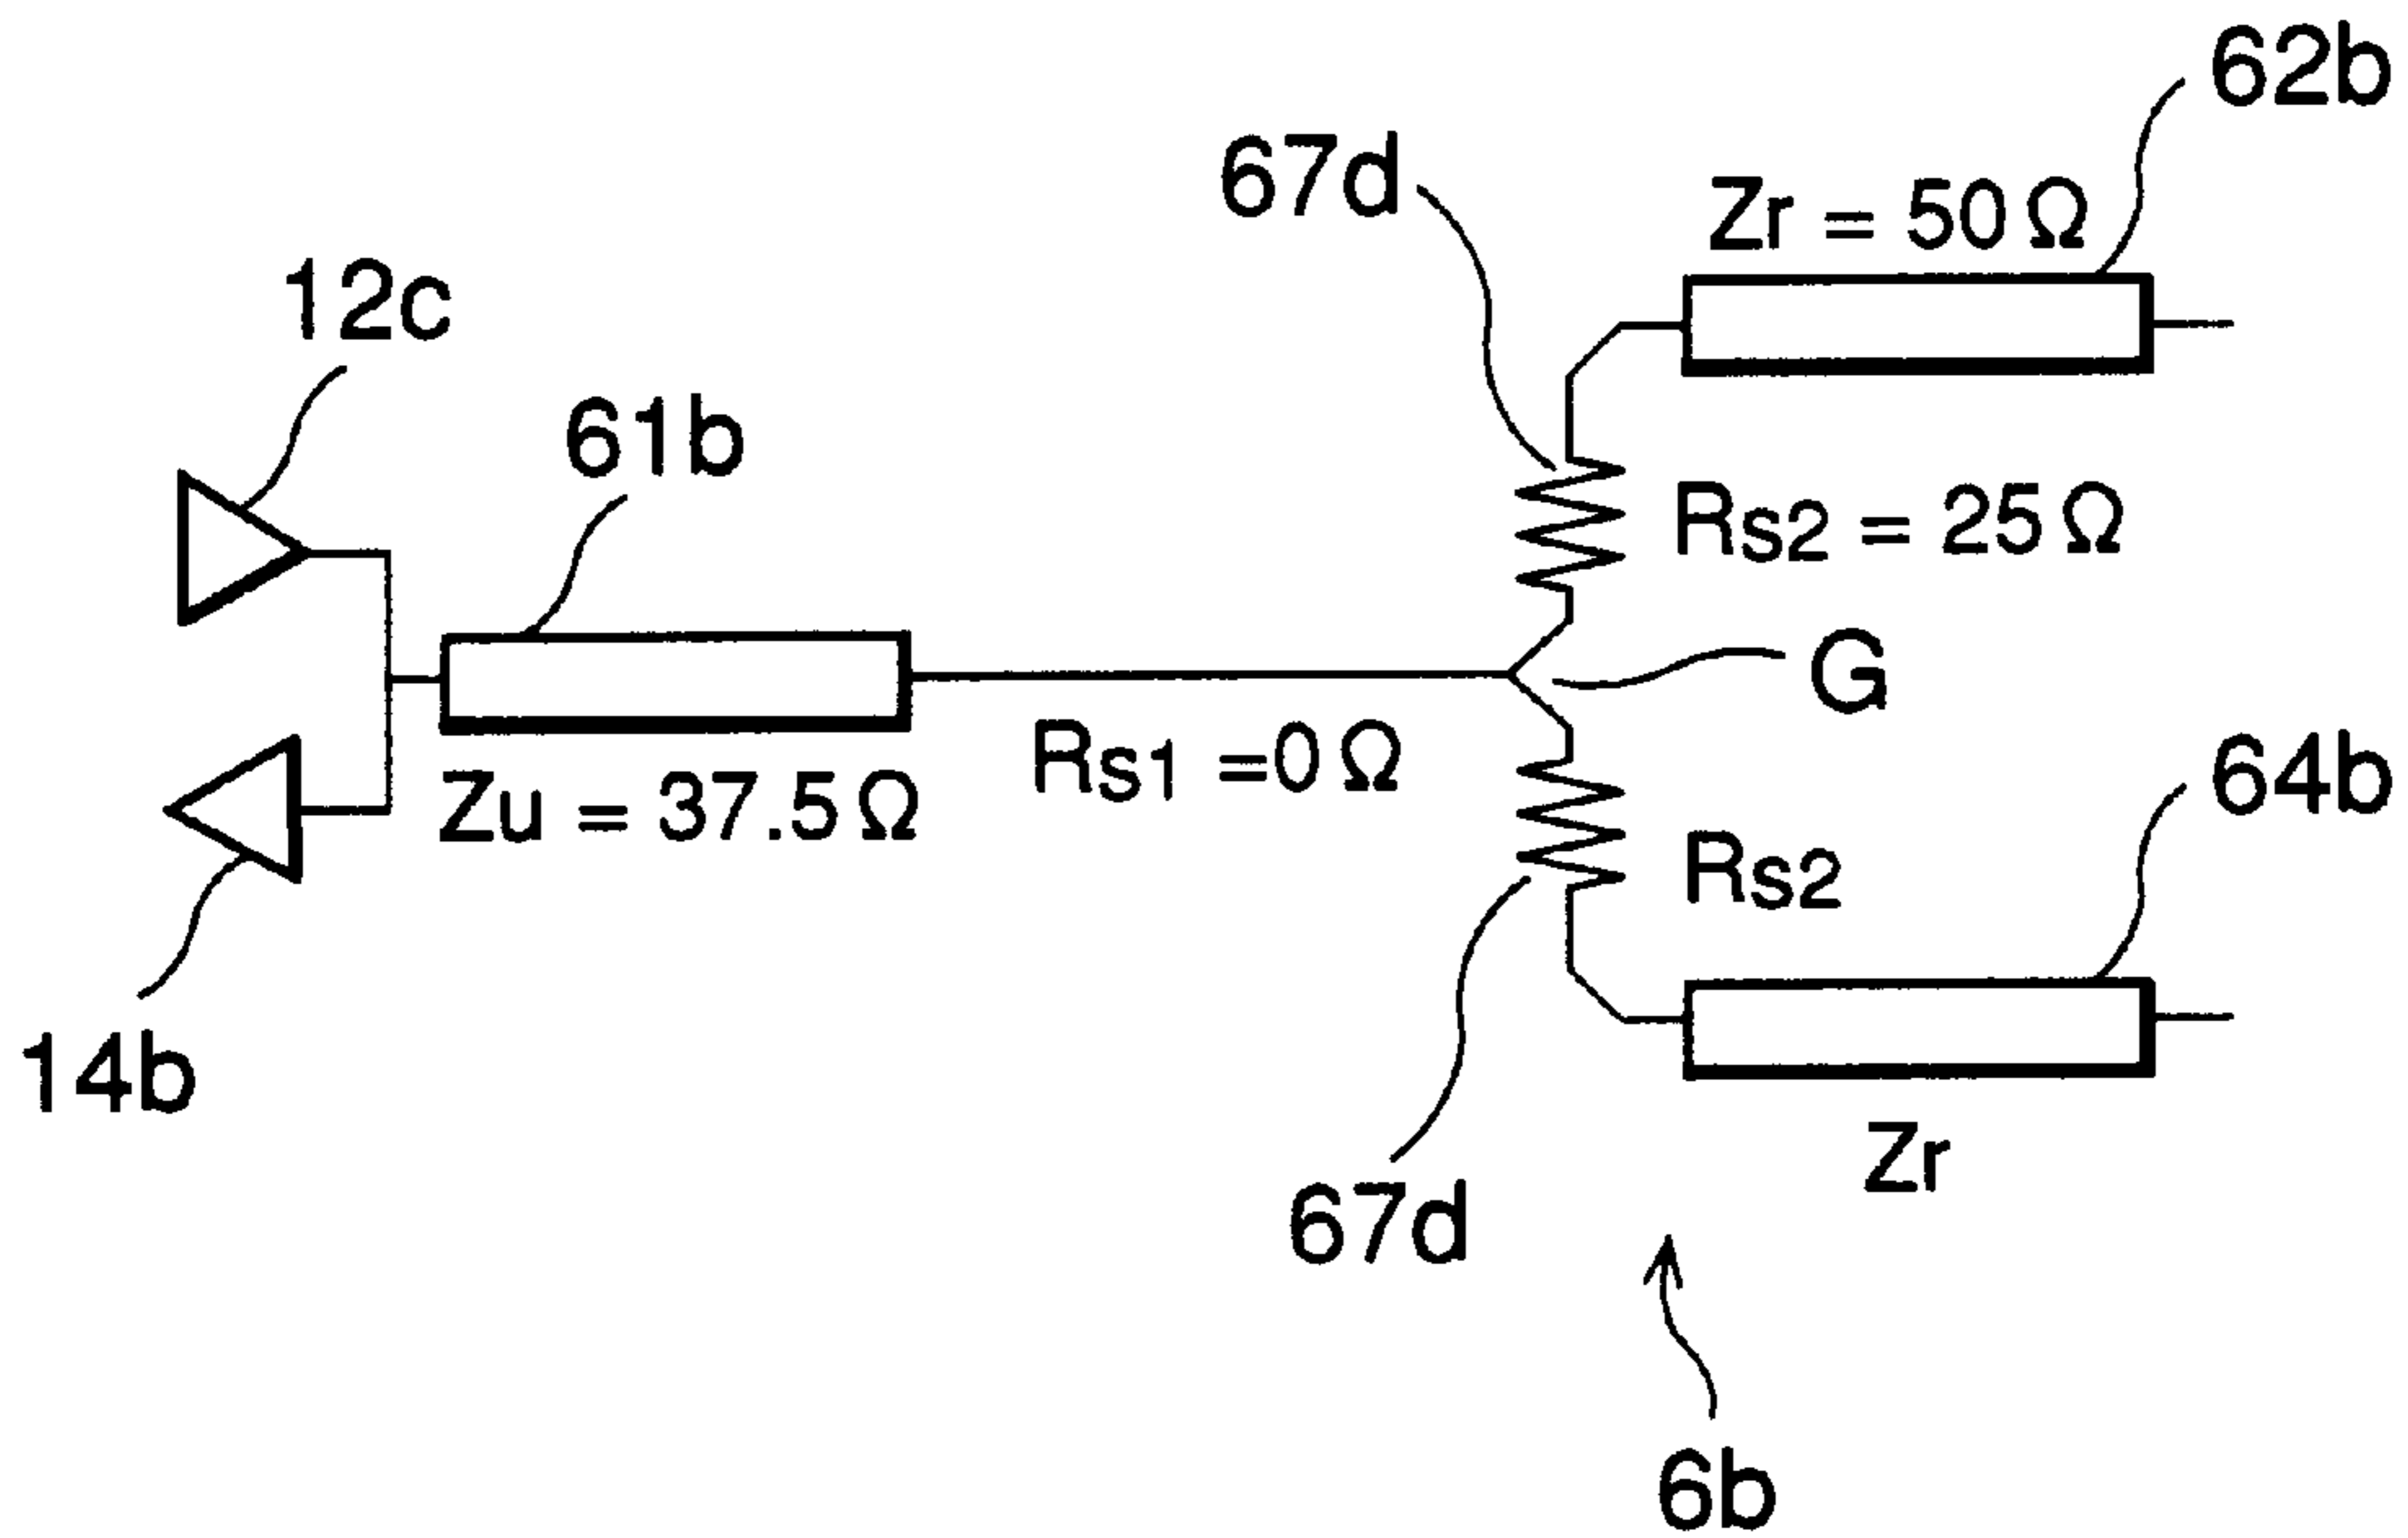 62b
67d
Zr = 50 Ω
12c
61b
Rs2 = 25 Ω
G
Rs1 =0 Ω
Zu = 37.5 Ω
64b
Rs2
14b
67d
Zr
6b